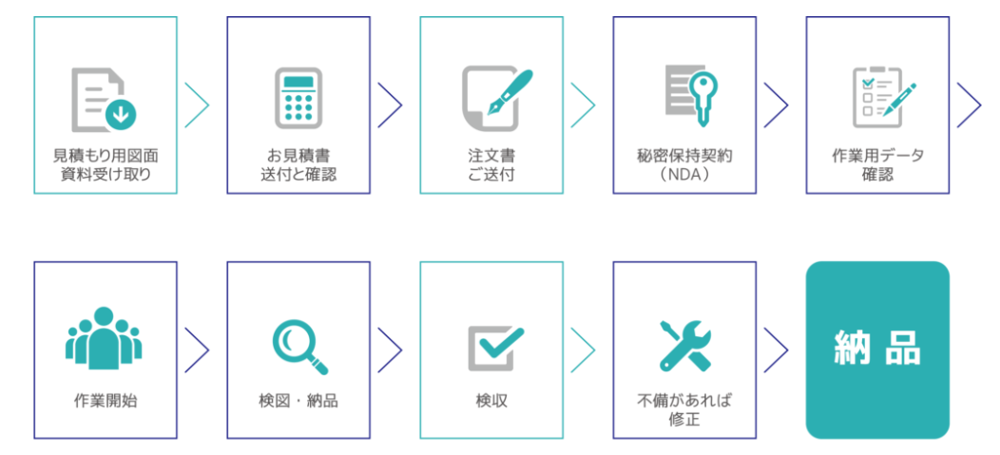 見積もり用図面
資料受け取り
お見積書
送付と確認
注文書
ご送付
秘密保持契約
（NDA）
作業用データ
確認
作業開始
検図・納品
検収
不備があれば
修正
納品